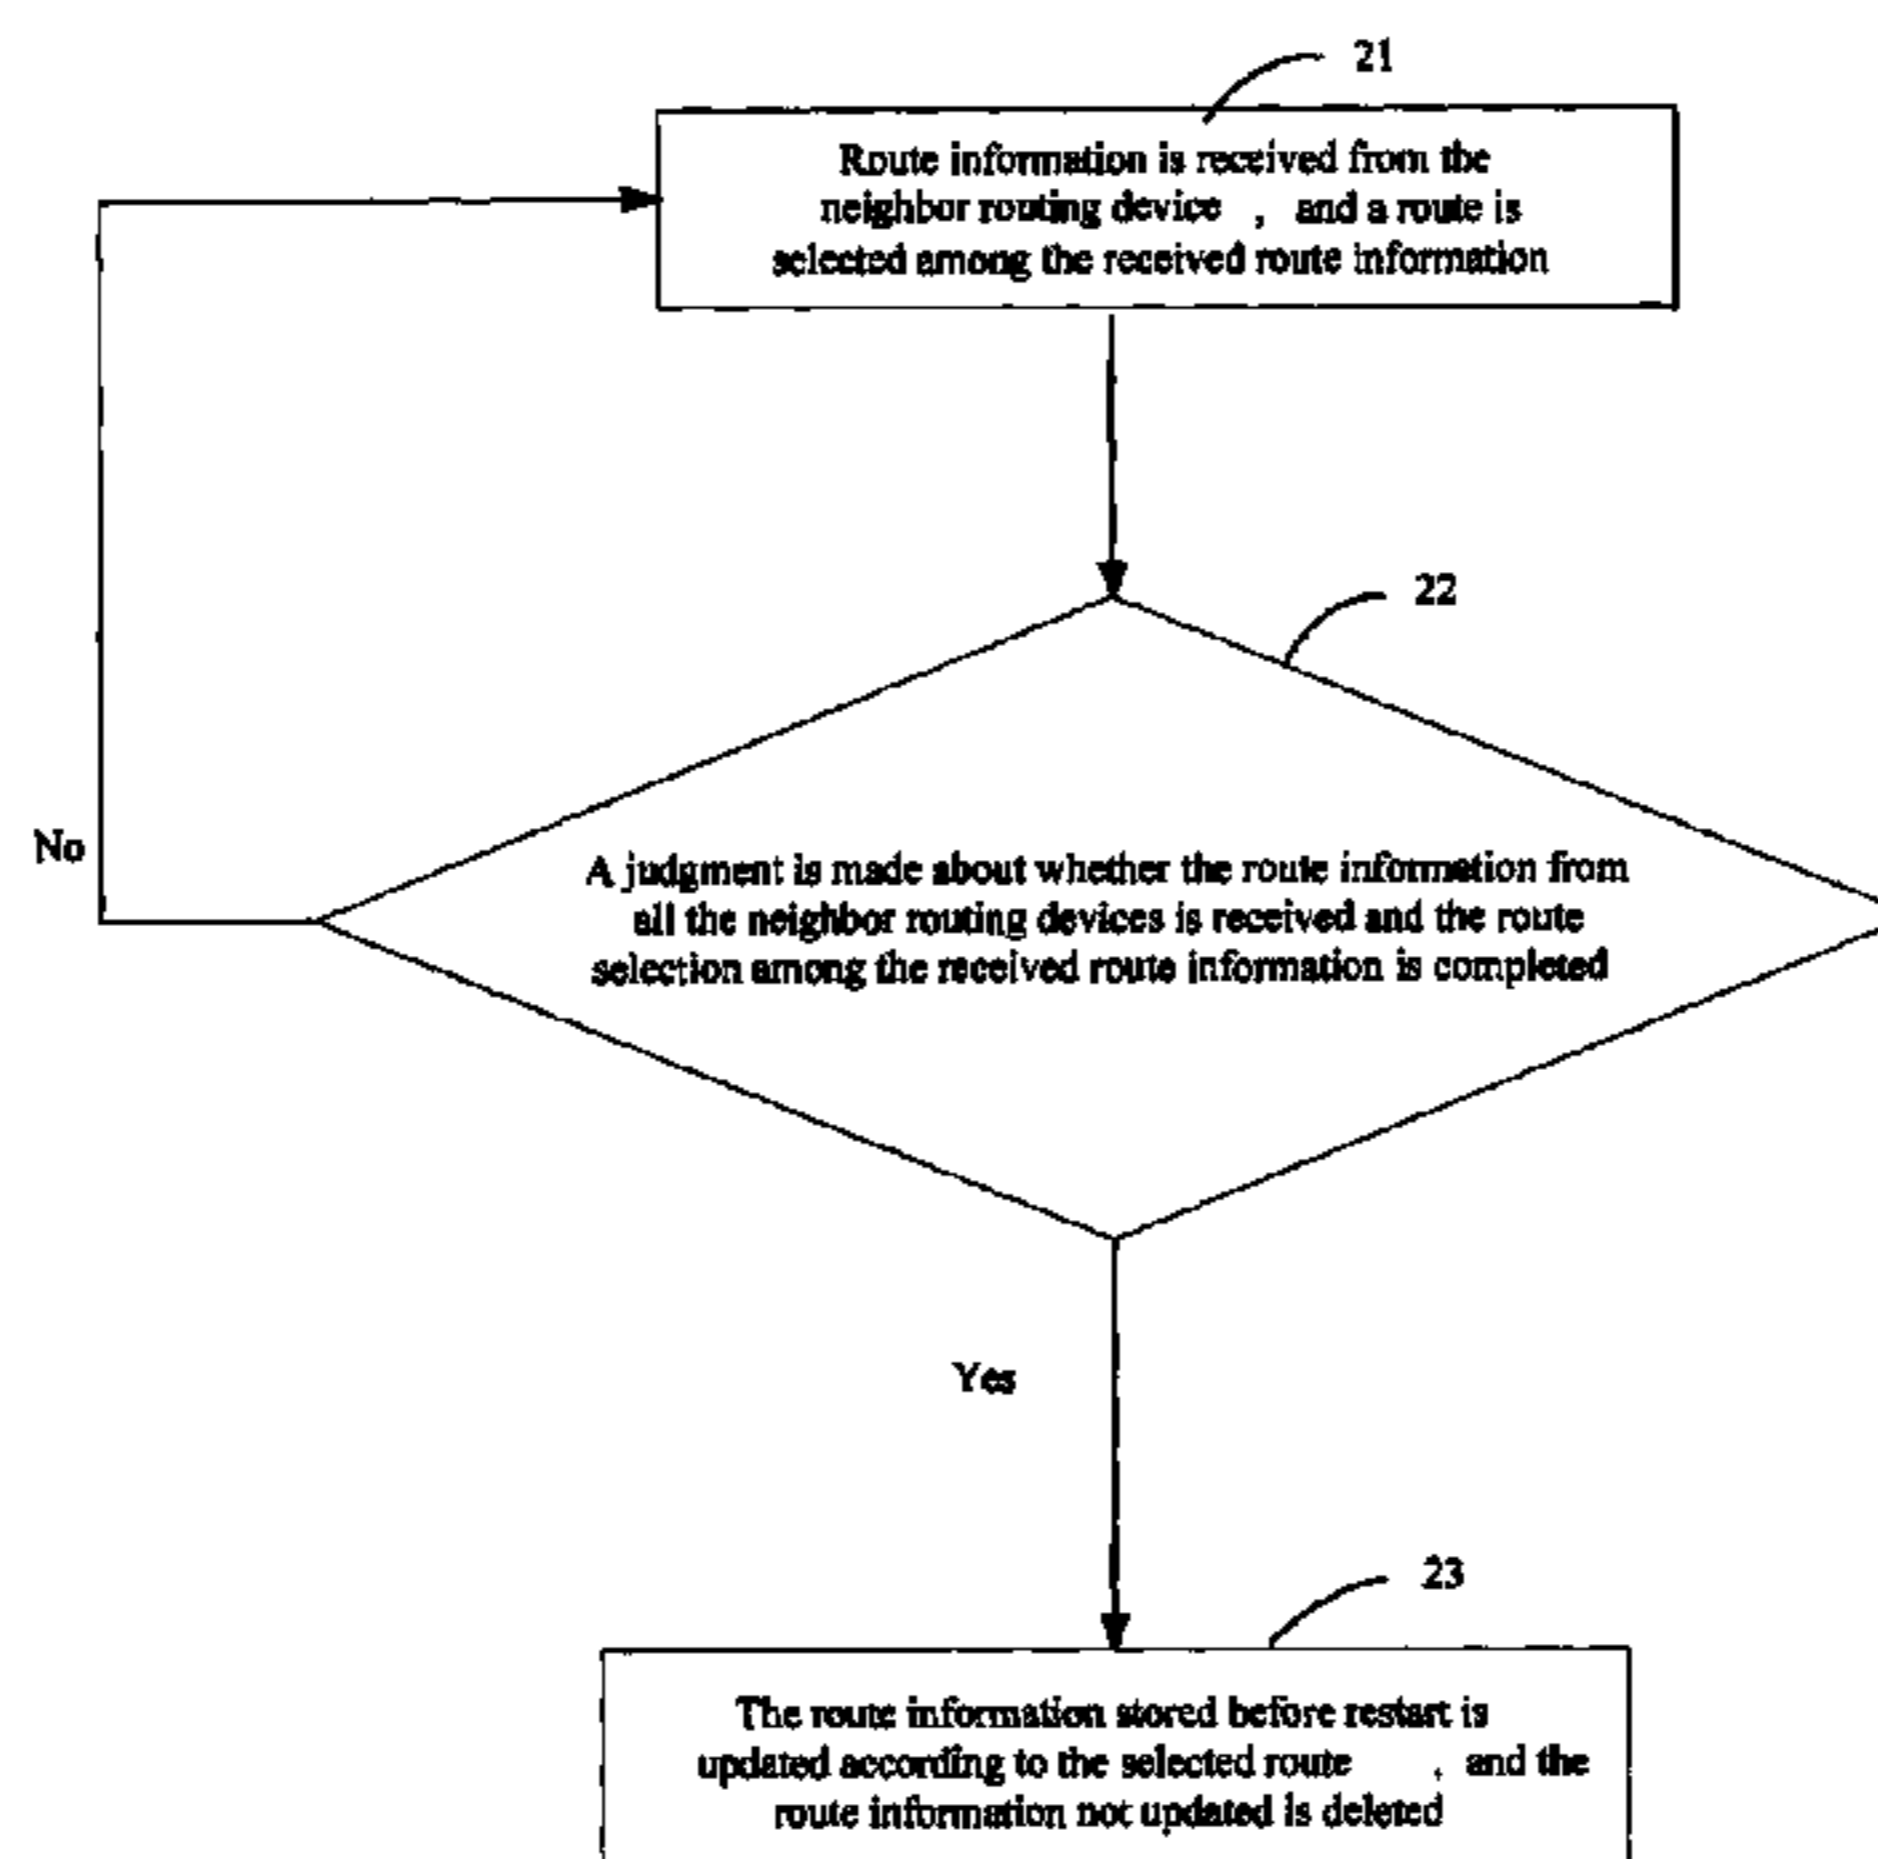 21
Route information is received from the
neighbor routing device , and a route is
selected among the received route information
22
No
A judgment is made about whether the route information from
all the neighbor routing devices is received and the route
selection among the received route information is completed
Yes
23
The route information stored before restart is
updated according to the selected route , and the
route information not updated is deleted